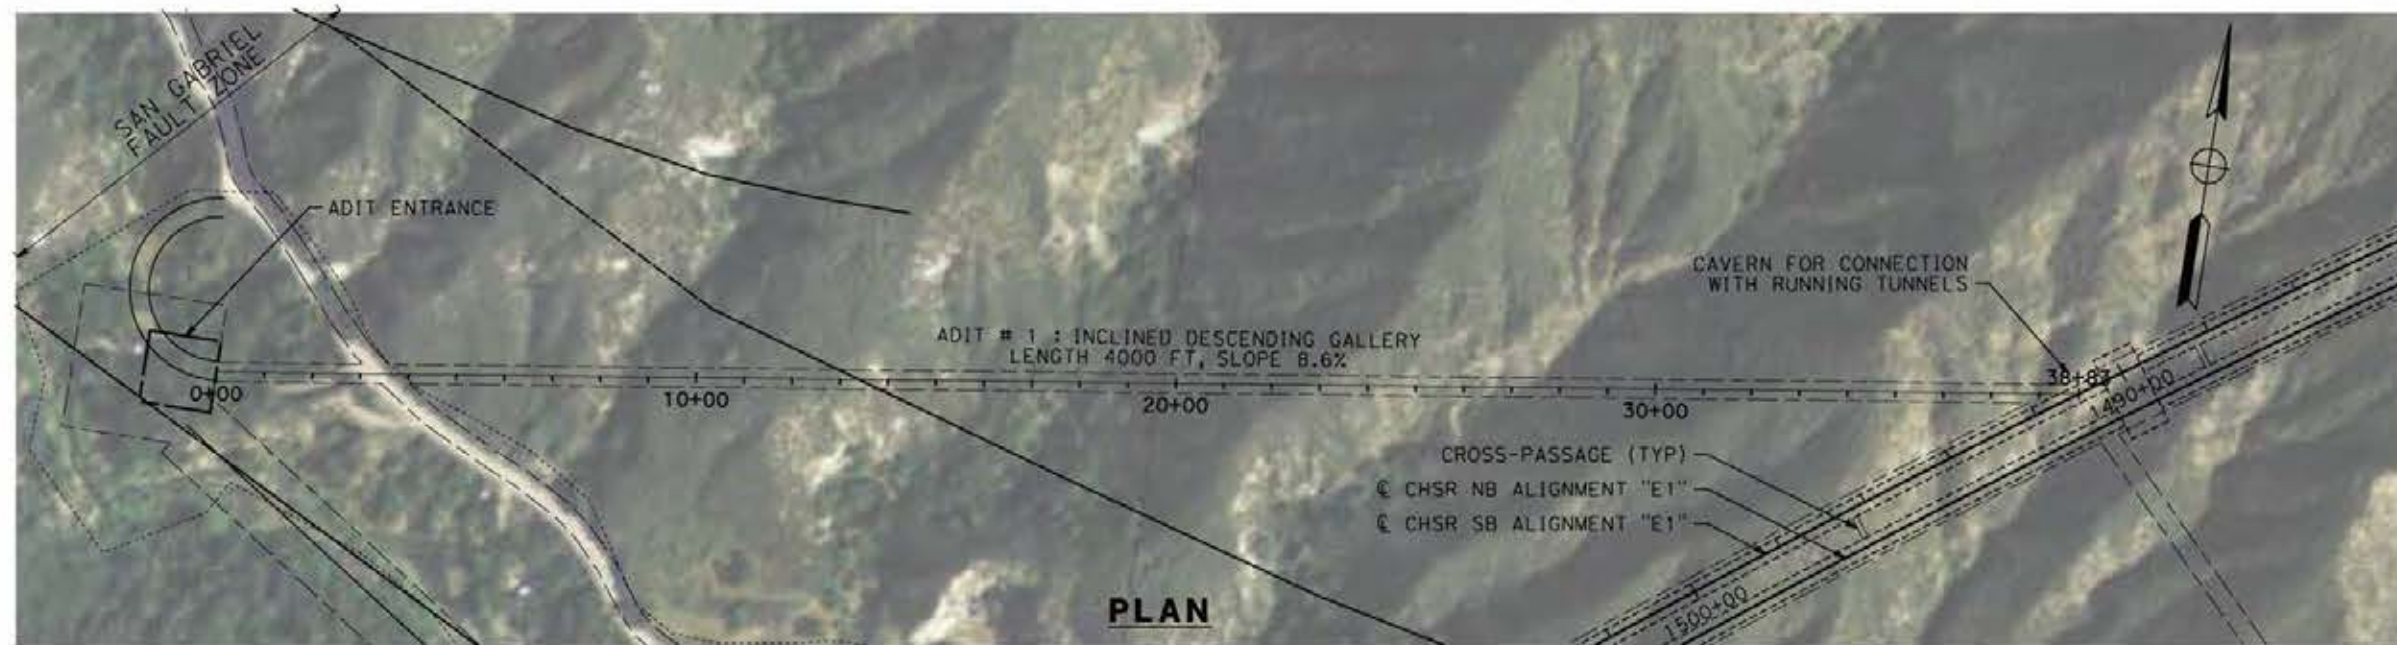 SAN GABRIEL
FAULT ZONE
ADIT ENTRANCE
CAVERN FOR CONNECTION
WITH RUNNING TUNNELS
ADIT # 1 : INCLINED DESCENDING GALLERY
LENGTH 4000 FT, SLOPE 8.6%
0+00
10+00
20+00
30+00
38+83
1490+00
CROSS-PASSAGE (TYP)
℄ CHSR NB ALIGNMENT "E1"
℄ CHSR SB ALIGNMENT "E1"
1500+00
PLAN